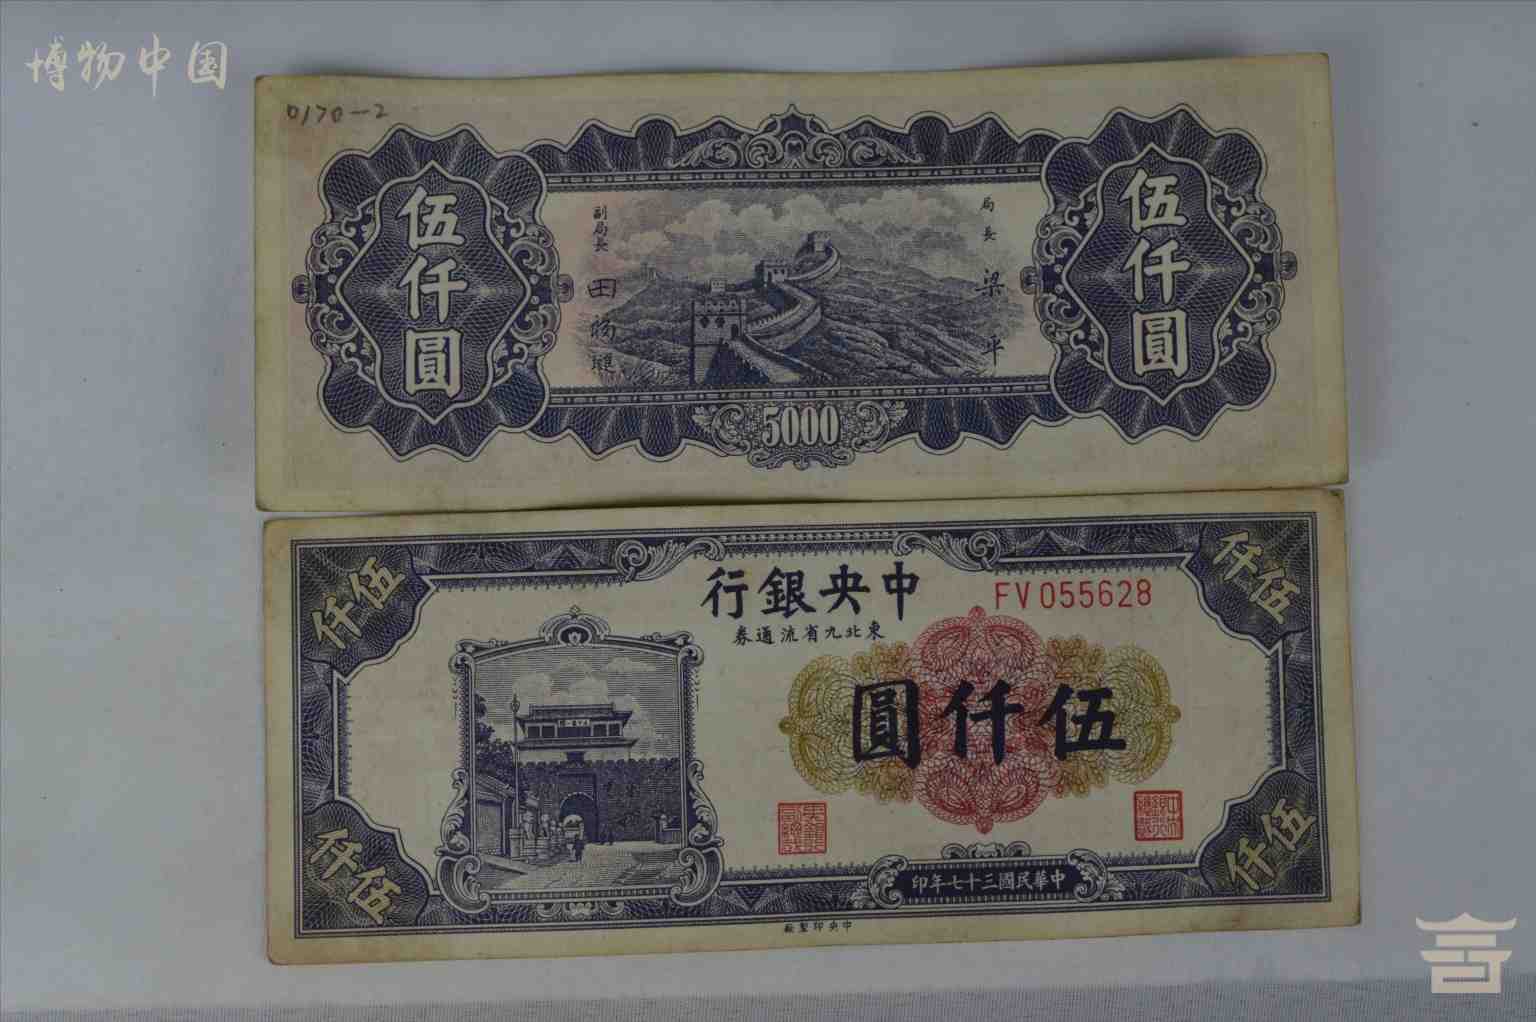 博物中国
0170-2
伍仟圓
副局長
田福進
局長
梁平
伍仟圓
5000
伍仟
中央銀行
FV055628
仟伍
東北九省流通券
伍仟圓
伍仟
中華民國三十七年印
仟伍
中央印製廠